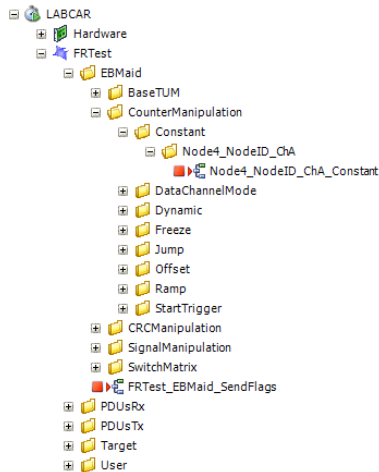 LABCAR
Hardware
FRTest
EBMaid
BaseTUM
CounterManipulation
Constant
Node4_NodeID_ChA
Node4_NodeID_ChA_Constant
DataChannelMode
Dynamic
Freeze
Jump
Offset
Ramp
StartTrigger
CRCManipulation
SignalManipulation
SwitchMatrix
FRTest_EBMaid_SendFlags
PDUsRx
PDUsTx
Target
User